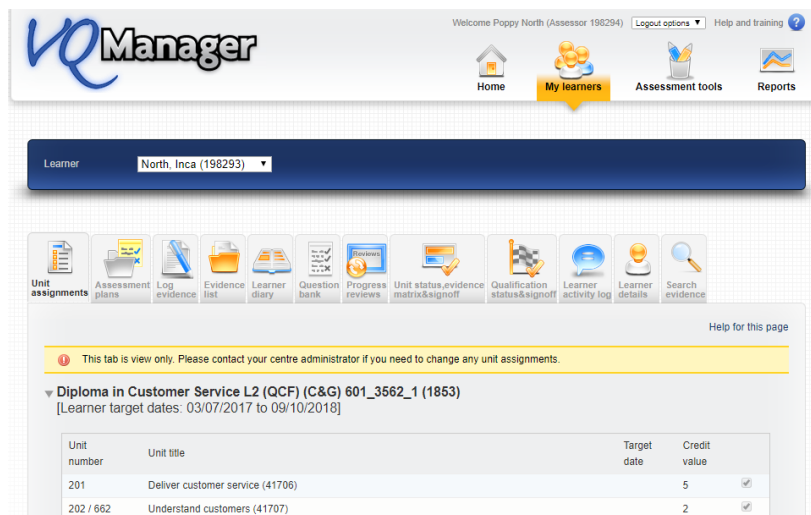 VQManager
Welcome Poppy North (Assessor 198294) Logout options ▼ Help and training ?
Home My learners Assessment tools Reports
Learner North, Inca (198293) ▼
Reviews
Unit assignments
Assessment plans
Log evidence
Evidence list
Learner diary
Question bank
Progress reviews
Unit status,evidence matrix&signoff
Qualification status&signoff
Learner activity log
Learner details
Search evidence
Help for this page
This tab is view only. Please contact your centre administrator if you need to change any unit assignments.
Diploma in Customer Service L2 (QCF) (C&G) 601_3562_1 (1853)
[Learner target dates: 03/07/2017 to 09/10/2018]
Unit number Unit title Target date Credit value
201 Deliver customer service (41706) 5
202 / 662 Understand customers (41707) 2